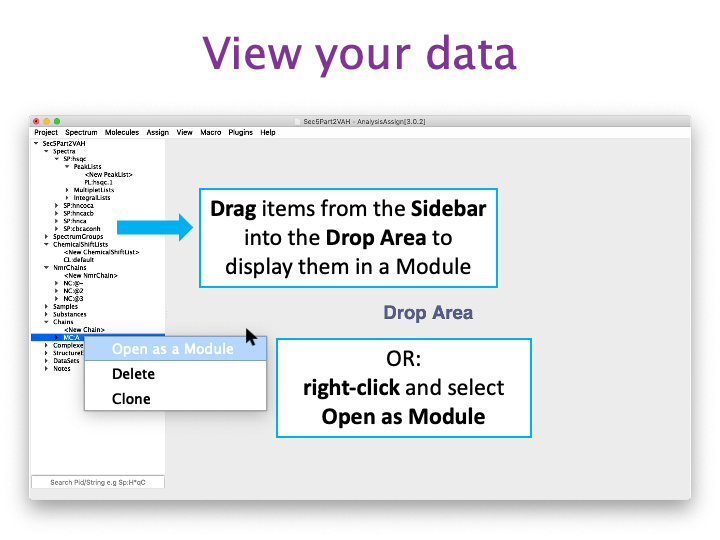 View your data
Sec5Part2VAH - AnalysisAssign[3.0.2]
Project Spectrum Molecules Assign View Macro Plugins Help
Sec5Part2VAH
Spectra
SP:hsqc
PeakLists
<New PeakList>
PL:hsqc.1
MultipletLists
IntegralLists
SP:hncoca
SP:hncacb
SP:hnca
SP:cbcaconh
SpectrumGroups
ChemicalShiftLists
<New ChemicalShiftList>
CL:default
NmrChains
<New NmrChain>
NC:@-
NC:@2
NC:@3
Samples
Substances
Chains
<New Chain>
MC:A
Complexe
StructureE
DataSets
Notes
Search Pid/String e.g Sp:H*qC
Drag items from the Sidebar
into the Drop Area to
display them in a Module
Drop Area
Open as a Module
Delete
Clone
OR:
right-click and select
Open as Module